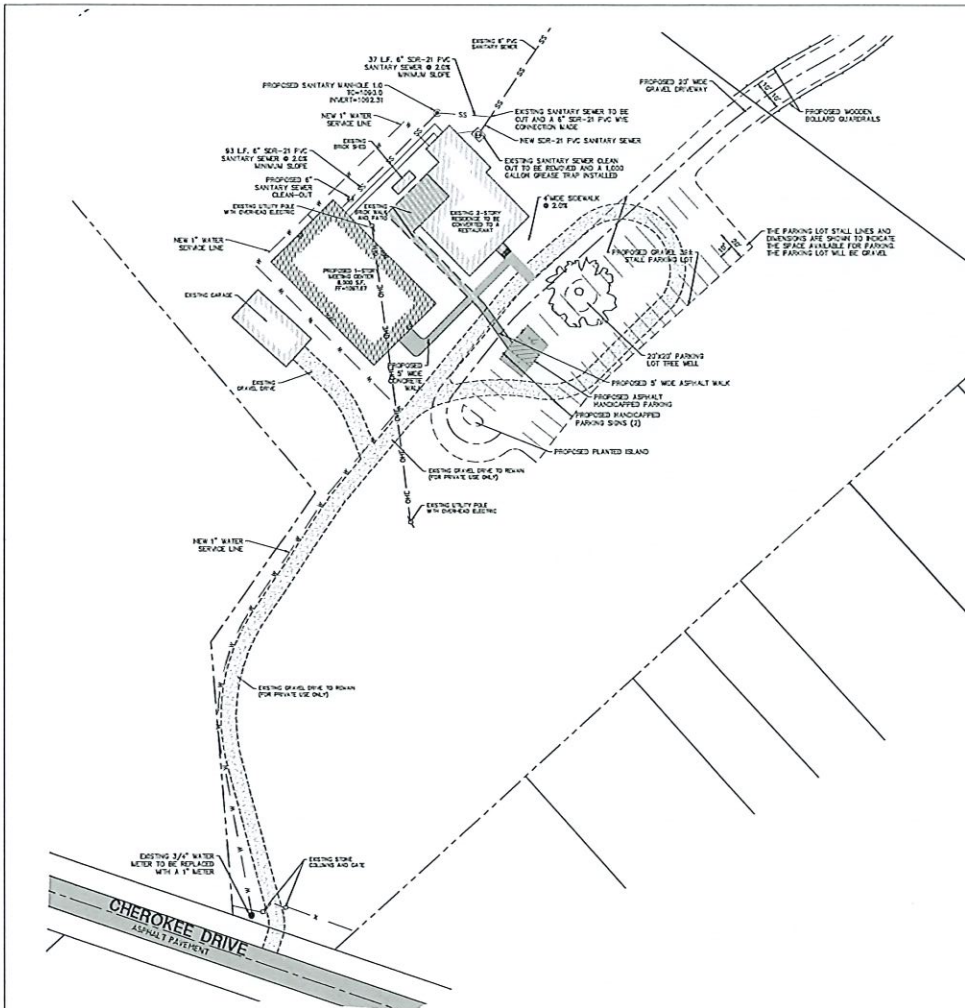 EXISTING 6" PVC
SANITARY SEWER
37 L.F. 6" SDR-21 PVC
SANITARY SEWER @ 2.0%
MINIMUM SLOPE
PROPOSED SANITARY MANHOLE 1.0
INVERT=1092.31
NEW 1" WATER
SERVICE LINE
EXISTING
BRICK SHED
93 L.F. 6" SDR-21 PVC
SANITARY SEWER @ 2.0%
MINIMUM SLOPE
PROPOSED 6"
SANITARY SEWER
CLEAN-OUT
EXISTING UTILITY POLE
WITH OVERHEAD ELECTRIC
EXISTING
BRICK WALK
AND PATIO
NEW 1" WATER
SERVICE LINE
EXISTING GARAGE
EXISTING
GRAVEL DRIVE
EXISTING SANITARY SEWER TO BE
CUT AND A 6" SDR-21 PVC WYE
CONNECTION MADE
NEW SDR-21 PVC SANITARY SEWER
EXISTING SANITARY SEWER CLEAN
OUT TO BE REMOVED AND A 1,000
GALLON GREASE TRAP INSTALLED
EXISTING 2-STORY
RESIDENCE TO BE
CONVERTED TO A
RESTAURANT
WIDE SIDEWALK
@ 2.0%
PROPOSED 1-STORY
MEETING CENTER
PROPOSED
5' WIDE
CONCRETE
WALK
PROPOSED 20' WIDE
GRAVEL DRIVEWAY
10' 10'
PROPOSED WOODEN
BOLLARD GUARDRAILS
PROPOSED GRAVEL
STALL PARKING LOT
THE PARKING LOT STALL LINES AND
DIMENSIONS ARE SHOWN TO INDICATE
THE SPACE AVAILABLE FOR PARKING.
THE PARKING LOT WILL BE GRAVEL
20'X20' PARKING
LOT TREE WELL
PROPOSED 5' WIDE ASPHALT WALK
PROPOSED ASPHALT
HANDICAPPED PARKING
PROPOSED HANDICAPPED
PARKING SIGNS (2)
PROPOSED PLANTED ISLAND
EXISTING GRAVEL DRIVE TO REMAIN
(FOR PRIVATE USE ONLY)
EXISTING UTILITY POLE
WITH OVERHEAD ELECTRIC
NEW 1" WATER
SERVICE LINE
EXISTING GRAVEL DRIVE TO REMAIN
(FOR PRIVATE USE ONLY)
EXISTING 3/4" WATER
METER TO BE REPLACED
WITH A 1" METER
EXISTING STONE
COLUMNS AND GATE
CHEROKEE DRIVE
ASPHALT PAVEMENT